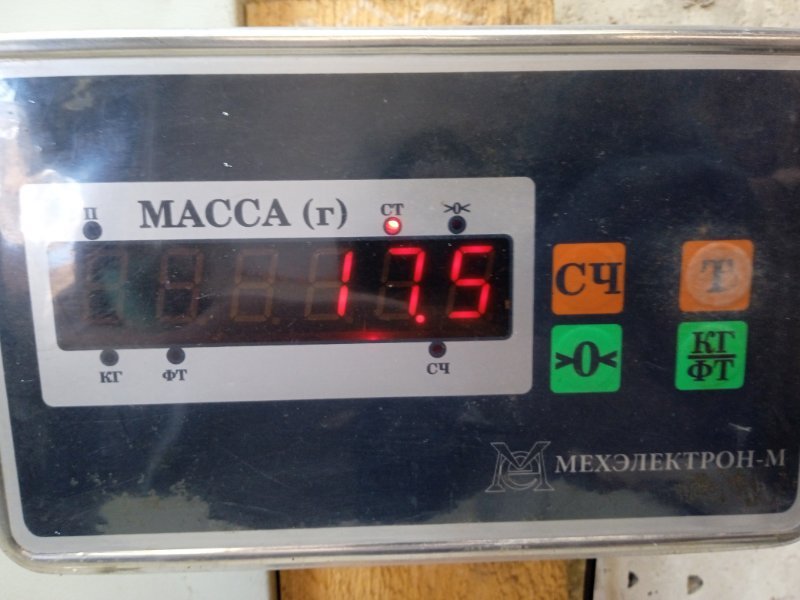 П МАССА (г) СТ >0<
17.5
КГ ФТ СЧ
СЧ Т
>0< КГ/ФТ
МЕХЭЛЕКТРОН-М